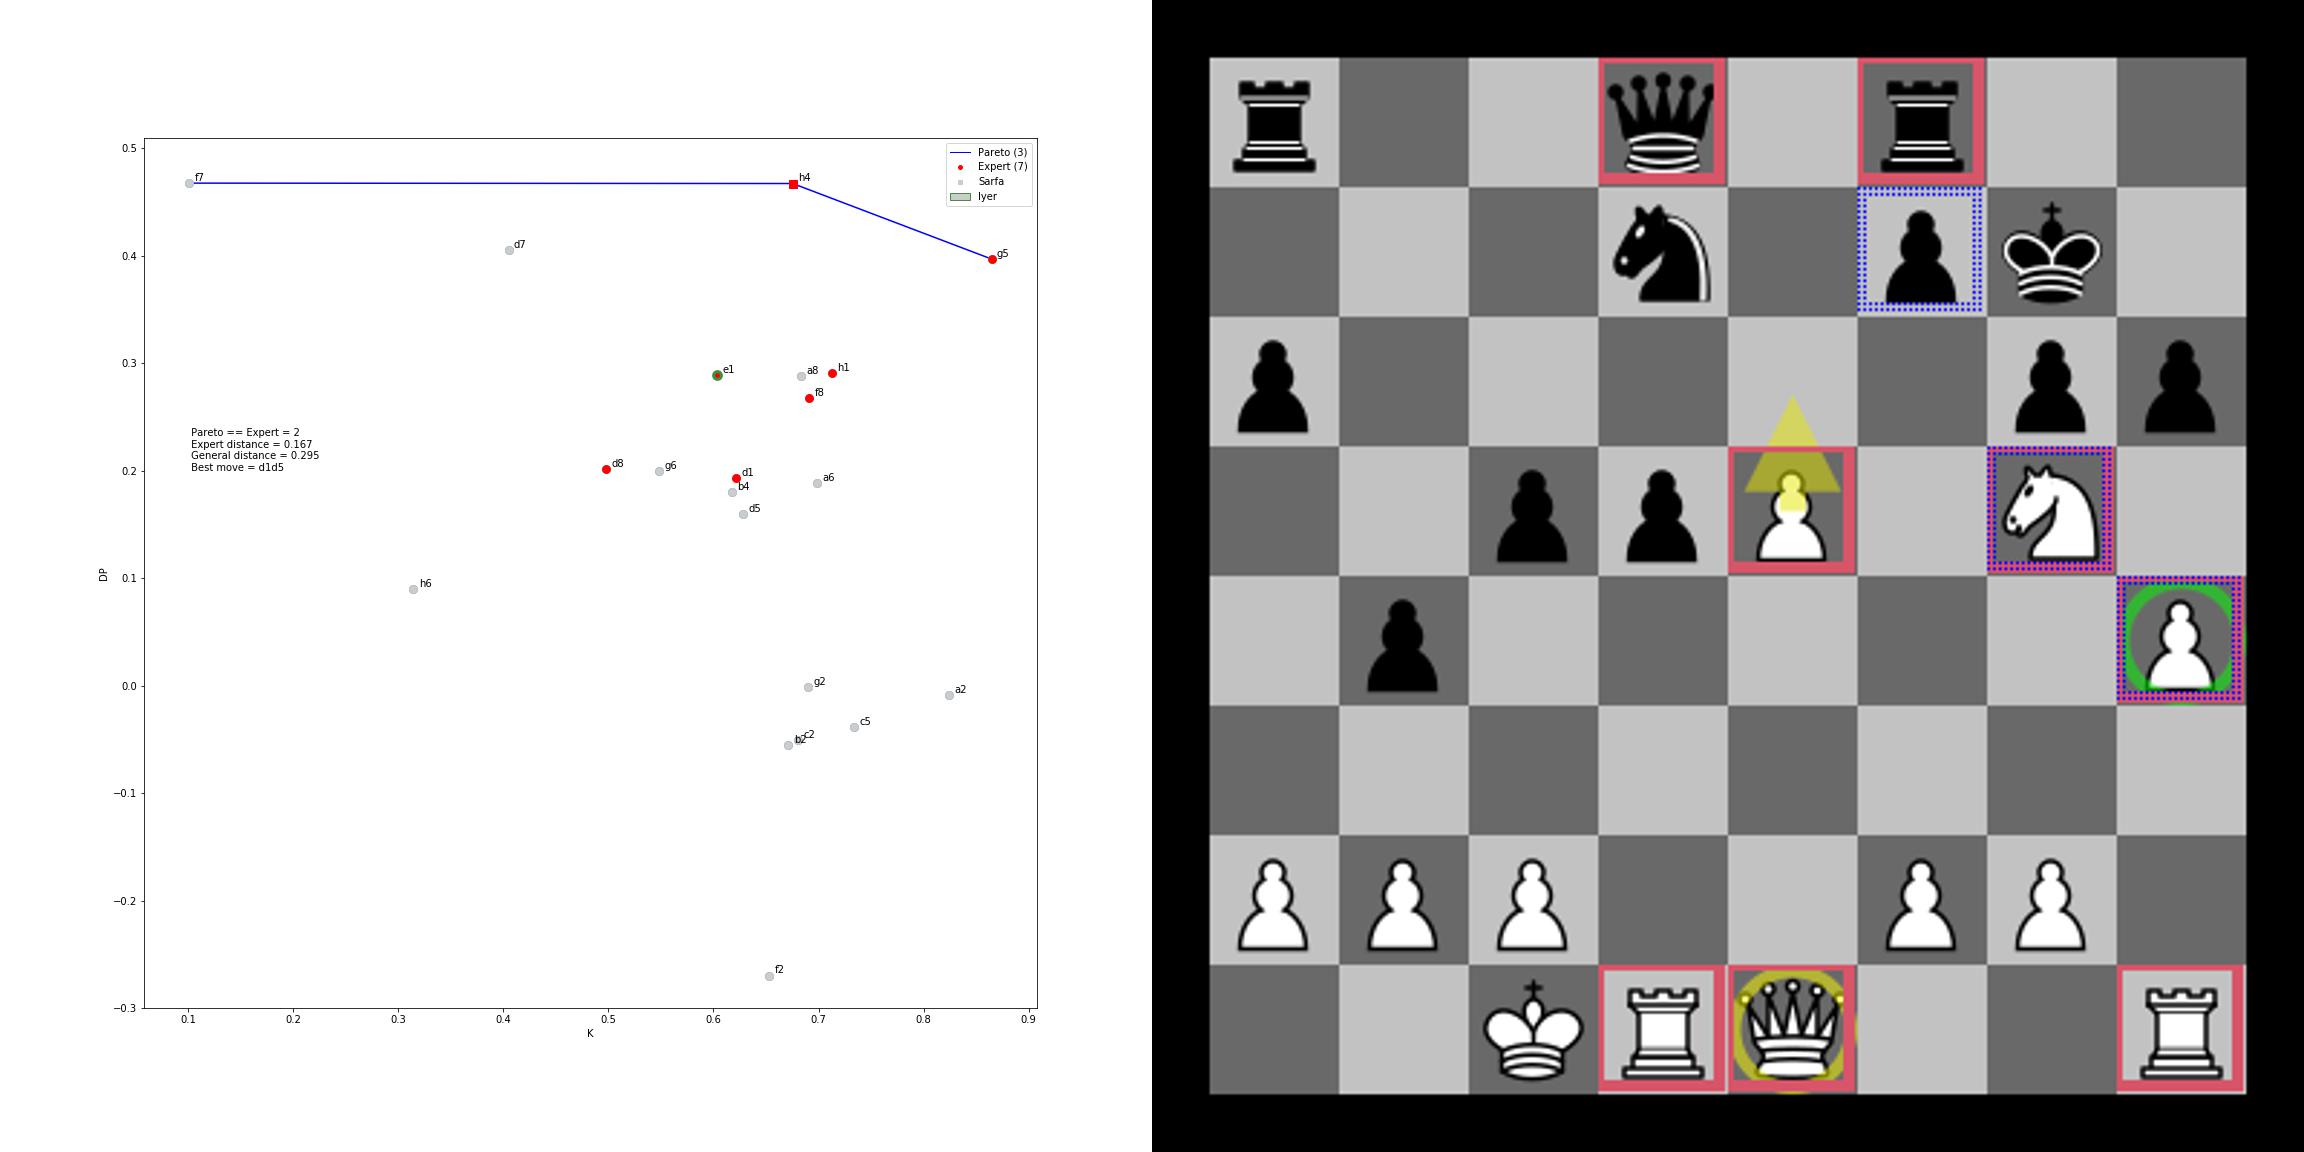 0.5
0.4
0.3
0.2
0.1
0.0
−0.1
−0.2
−0.3
DP
0.1
0.2
0.3
0.4
0.5
0.6
0.7
0.8
0.9
K
Pareto (3)
Expert (7)
Sarfa
Iyer
f7
h4
g5
d7
e1
a8
h1
f8
Pareto == Expert = 2
Expert distance = 0.167
General distance = 0.295
Best move = d1d5
d8
g6
d1
a6
b4
d5
h6
g2
a2
c5
c2
b2
f2